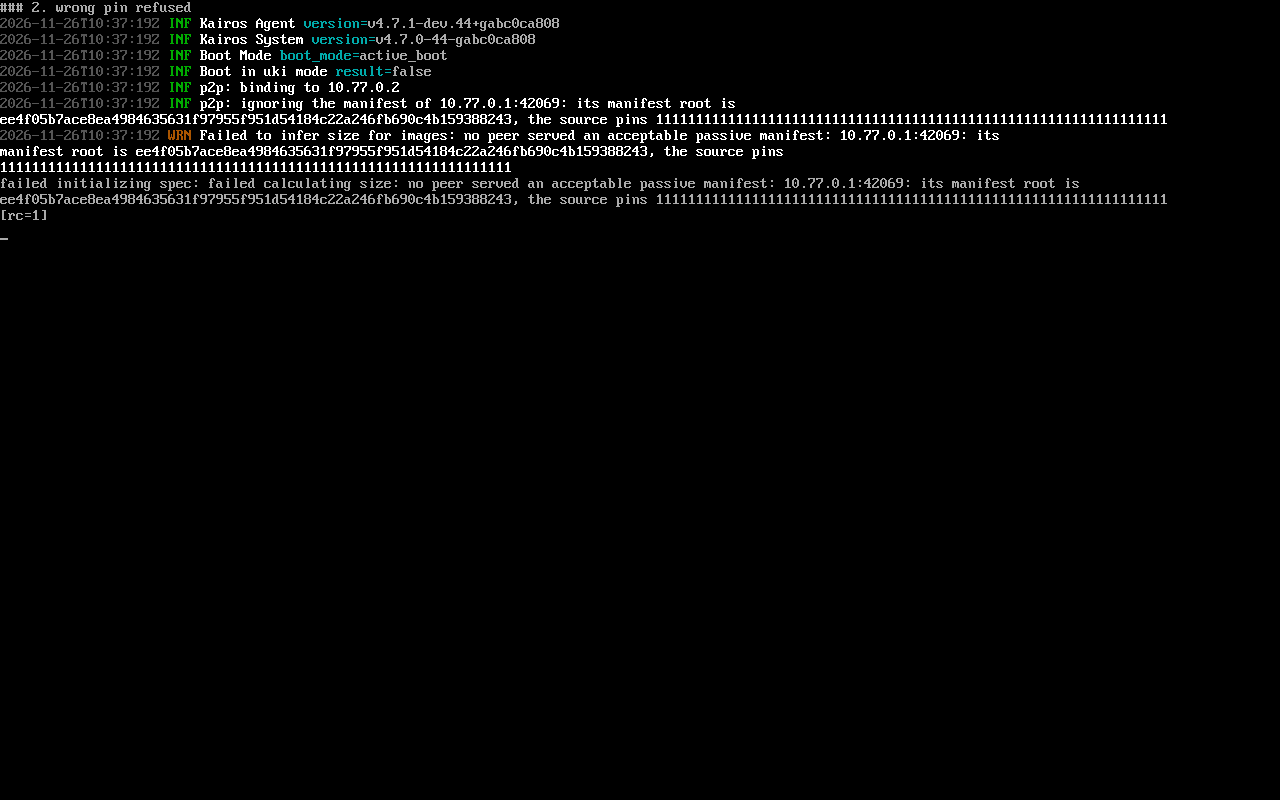 ### 2. wrong pin refused
2026-11-26T10:37:19Z INF Kairos Agent version=v4.7.1-dev.44+gabc0ca808
2026-11-26T10:37:19Z INF Kairos System version=v4.7.0-44-gabc0ca808
2026-11-26T10:37:19Z INF Boot Mode boot_mode=active_boot
2026-11-26T10:37:19Z INF Boot in uki mode result=false
2026-11-26T10:37:19Z INF p2p: binding to 10.77.0.2
2026-11-26T10:37:19Z INF p2p: ignoring the manifest of 10.77.0.1:42069: its manifest root is
ee4f05b7ace8ea4984635631f97955f951d54184c22a246fb690c4b159388243, the source pins 1111111111111111111111111111111111111111111111111111111111111111
2026-11-26T10:37:19Z WRN Failed to infer size for images: no peer served an acceptable passive manifest: 10.77.0.1:42069: its
manifest root is ee4f05b7ace8ea4984635631f97955f951d54184c22a246fb690c4b159388243, the source pins
1111111111111111111111111111111111111111111111111111111111111111
failed initializing spec: failed calculating size: no peer served an acceptable passive manifest: 10.77.0.1:42069: its manifest root is
ee4f05b7ace8ea4984635631f97955f951d54184c22a246fb690c4b159388243, the source pins 1111111111111111111111111111111111111111111111111111111111111111
[rc=1]
_